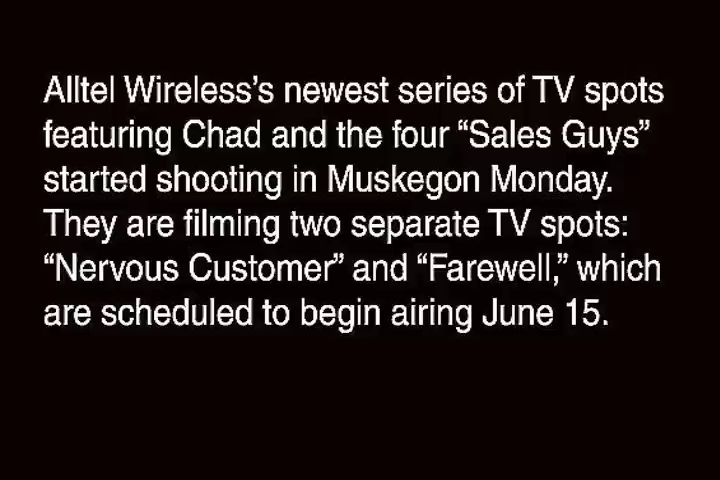 Alltel Wireless’s newest series of TV spots
featuring Chad and the four “Sales Guys”
started shooting in Muskegon Monday.
They are filming two separate TV spots:
“Nervous Customer” and “Farewell,” which
are scheduled to begin airing June 15.